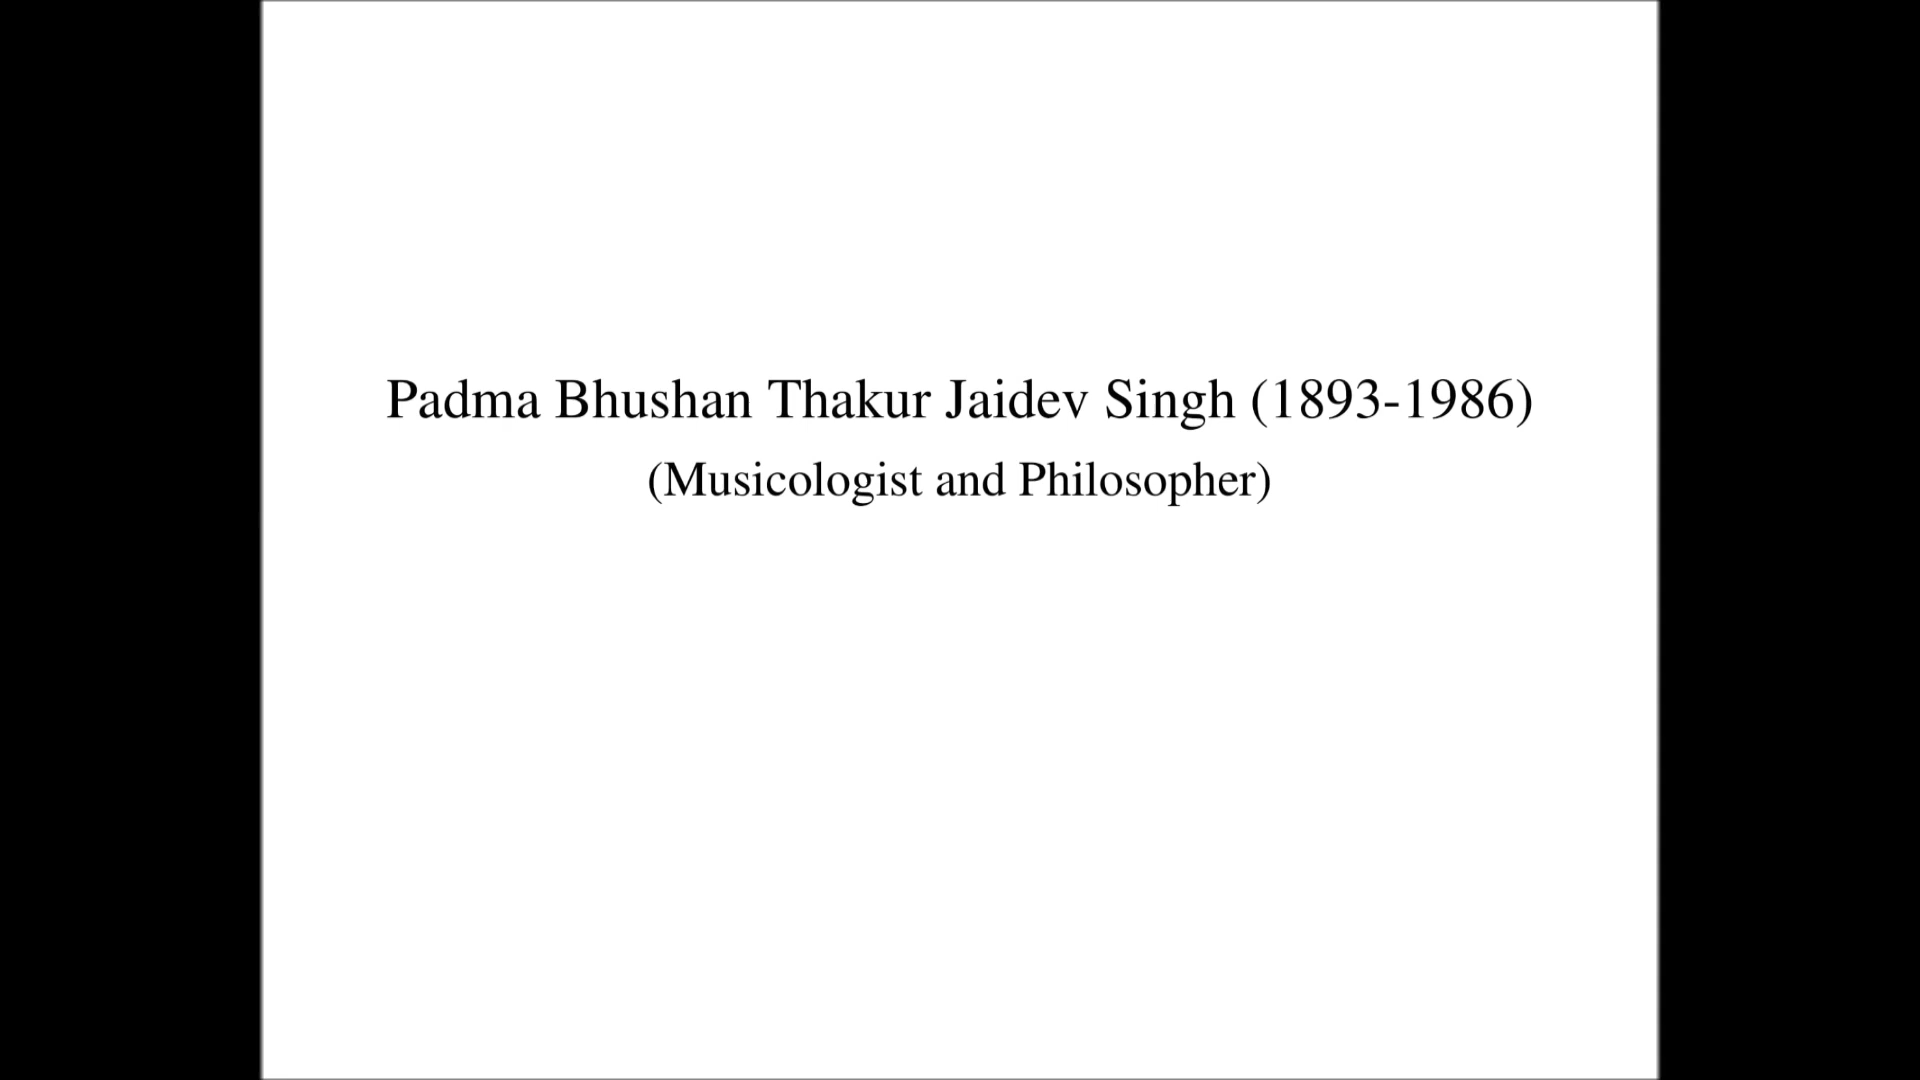 Padma Bhushan Thakur Jaidev Singh (1893-1986)
(Musicologist and Philosopher)